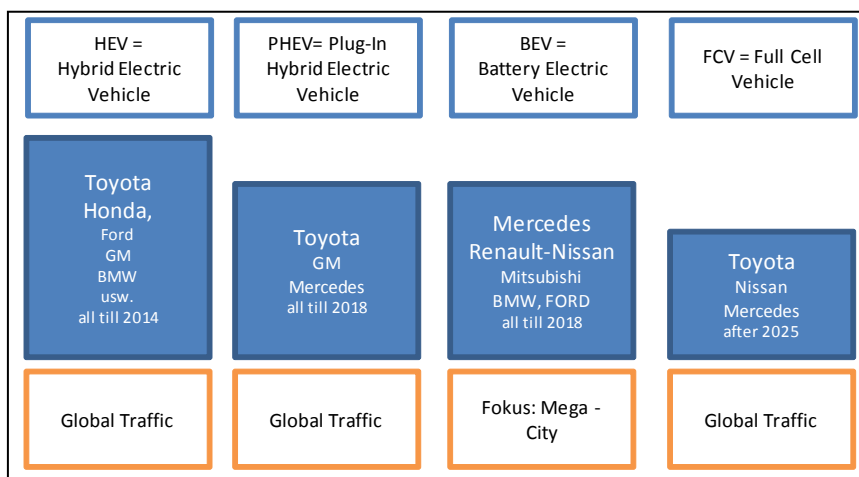 HEV =
Hybrid Electric
Vehicle
PHEV= Plug-In
Hybrid Electric
Vehicle
BEV =
Battery Electric
Vehicle
FCV = Full Cell
Vehicle
Toyota
Honda,
Ford
GM
BMW
usw.
all till 2014
Toyota
GM
Mercedes
all till 2018
Mercedes
Renault-Nissan
Mitsubishi
BMW, FORD
all till 2018
Toyota
Nissan
Mercedes
after 2025
Global Traffic
Global Traffic
Fokus: Mega -
City
Global Traffic